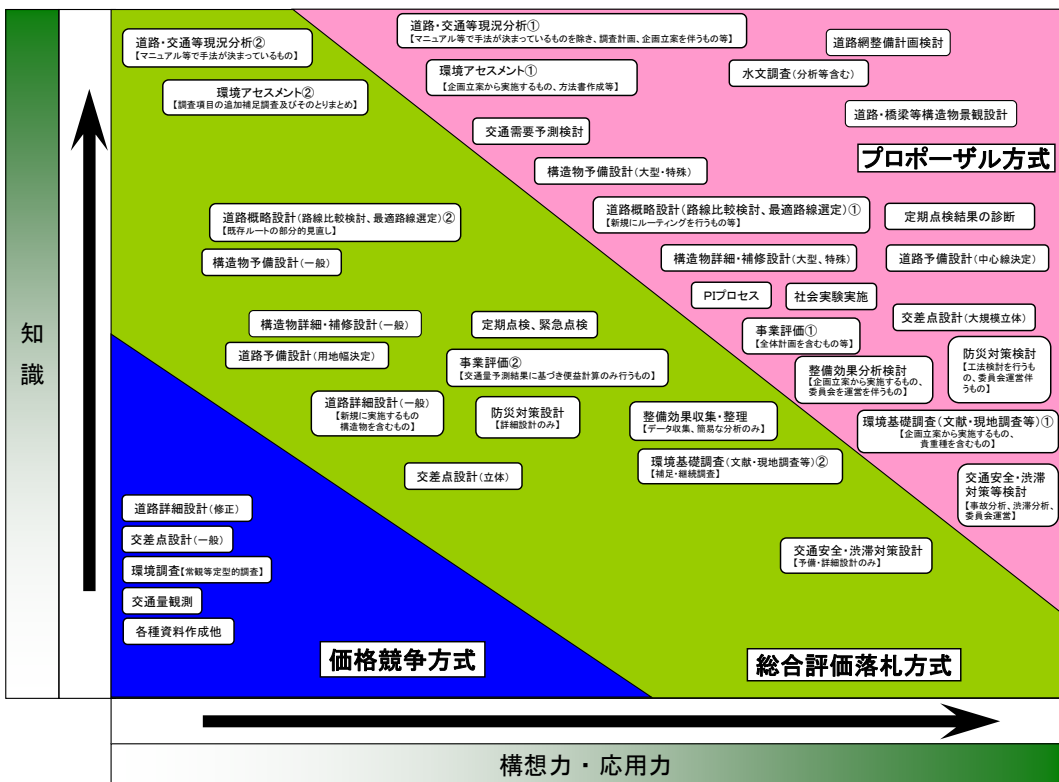 道路・交通等現況分析②
【マニュアル等で手法が決まっているもの】
環境アセスメント②
【調査項目の追加補足調査及びそのとりまとめ】
道路・交通等現況分析①
【マニュアル等で手法が決まっているものを除き、調査計画、企画立案を伴うもの等】
環境アセスメント①
【企画立案から実施するもの、方法書作成等】
道路網整備計画検討
水文調査(分析等含む)
道路・橋梁等構造物景観設計
交通需要予測検討
プロポーザル方式
構造物予備設計(大型・特殊)
道路概略設計(路線比較検討、最適路線選定)②
【既存ルートの部分的見直し】
道路概略設計(路線比較検討、最適路線選定)①
【新規にルーティングを行うもの等】
定期点検結果の診断
構造物予備設計(一般)
構造物詳細・補修設計(大型、特殊)
道路予備設計(中心線決定)
PIプロセス
社会実験実施
構造物詳細・補修設計(一般)
定期点検、緊急点検
事業評価①
【全体計画を含むもの等】
交差点設計(大規模立体)
道路予備設計(用地幅決定)
事業評価②
【交通量予測結果に基づき便益計算のみ行うもの】
整備効果分析検討
【企画立案から実施するもの、
委員会を運営を伴うもの】
防災対策検討
【工法検討を行うも
の、委員会運営伴
うもの】
道路詳細設計(一般)
【新規に実施するもの
構造物を含むもの】
防災対策設計
【詳細設計のみ】
整備効果収集・整理
【データ収集、簡易な分析のみ】
環境基礎調査(文献・現地調査等)①
【企画立案から実施するもの、
貴重種を含むもの】
交差点設計(立体)
環境基礎調査(文献・現地調査等)②
【補足・継続調査】
交通安全・渋滞
対策等検討
【事故分析、渋滞分析、
委員会運営】
道路詳細設計(修正)
交差点設計(一般)
環境調査【常観等定型的調査】
交通量観測
各種資料作成他
交通安全・渋滞対策設計
【予備・詳細設計のみ】
価格競争方式
総合評価落札方式
知
識
構想力・応用力